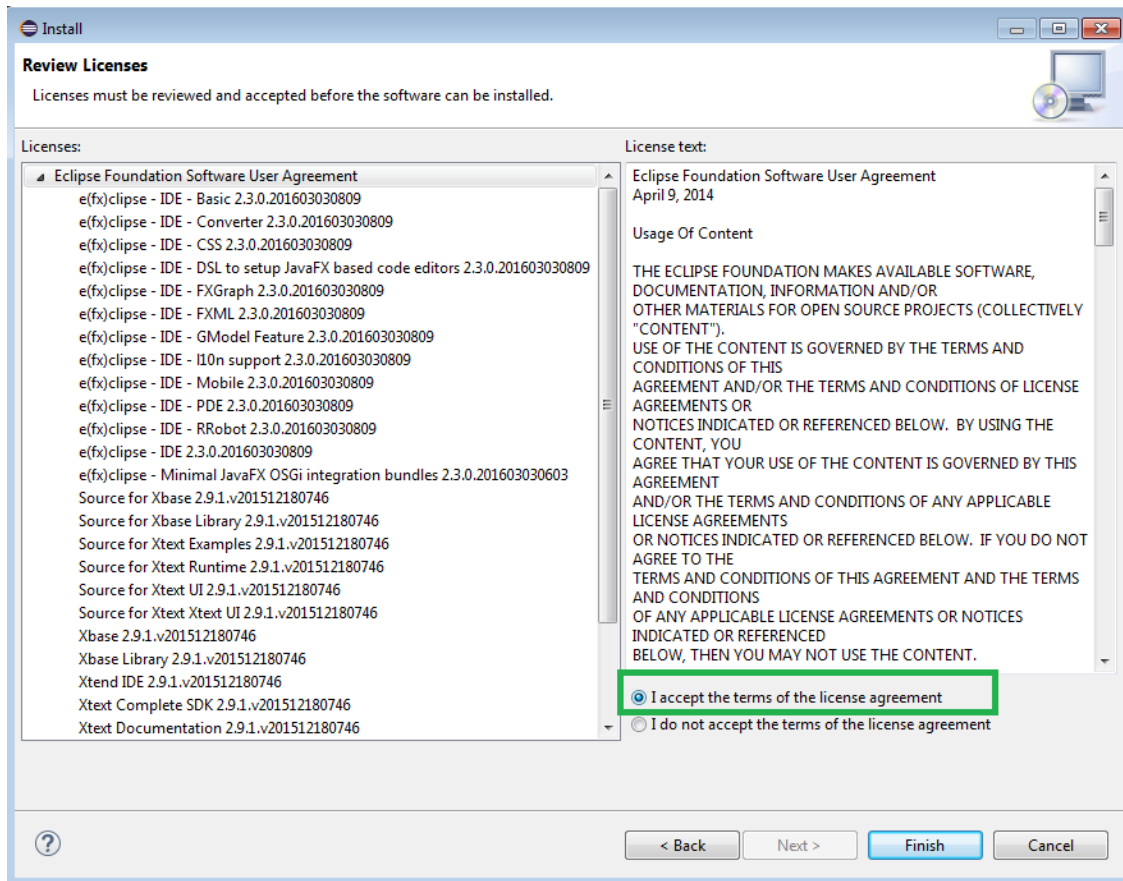 Install
Review Licenses
Licenses must be reviewed and accepted before the software can be installed.
Licenses:
Eclipse Foundation Software User Agreement
e(fx)clipse - IDE - Basic 2.3.0.201603030809
e(fx)clipse - IDE - Converter 2.3.0.201603030809
e(fx)clipse - IDE - CSS 2.3.0.201603030809
e(fx)clipse - IDE - DSL to setup JavaFX based code editors 2.3.0.201603030809
e(fx)clipse - IDE - FXGraph 2.3.0.201603030809
e(fx)clipse - IDE - FXML 2.3.0.201603030809
e(fx)clipse - IDE - GModel Feature 2.3.0.201603030809
e(fx)clipse - IDE - l10n support 2.3.0.201603030809
e(fx)clipse - IDE - Mobile 2.3.0.201603030809
e(fx)clipse - IDE - PDE 2.3.0.201603030809
e(fx)clipse - IDE - RRobot 2.3.0.201603030809
e(fx)clipse - IDE 2.3.0.201603030809
e(fx)clipse - Minimal JavaFX OSGi integration bundles 2.3.0.201603030603
Source for Xbase 2.9.1.v201512180746
Source for Xbase Library 2.9.1.v201512180746
Source for Xtext Examples 2.9.1.v201512180746
Source for Xtext Runtime 2.9.1.v201512180746
Source for Xtext UI 2.9.1.v201512180746
Source for Xtext Xtext UI 2.9.1.v201512180746
Xbase 2.9.1.v201512180746
Xbase Library 2.9.1.v201512180746
Xtend IDE 2.9.1.v201512180746
Xtext Complete SDK 2.9.1.v201512180746
Xtext Documentation 2.9.1.v201512180746
License text:
Eclipse Foundation Software User Agreement
April 9, 2014
Usage Of Content
THE ECLIPSE FOUNDATION MAKES AVAILABLE SOFTWARE,
DOCUMENTATION, INFORMATION AND/OR
OTHER MATERIALS FOR OPEN SOURCE PROJECTS (COLLECTIVELY
"CONTENT").
USE OF THE CONTENT IS GOVERNED BY THE TERMS AND
CONDITIONS OF THIS
AGREEMENT AND/OR THE TERMS AND CONDITIONS OF LICENSE
AGREEMENTS OR
NOTICES INDICATED OR REFERENCED BELOW.  BY USING THE
CONTENT, YOU
AGREE THAT YOUR USE OF THE CONTENT IS GOVERNED BY THIS
AGREEMENT
AND/OR THE TERMS AND CONDITIONS OF ANY APPLICABLE
LICENSE AGREEMENTS
OR NOTICES INDICATED OR REFERENCED BELOW.  IF YOU DO NOT
AGREE TO THE
TERMS AND CONDITIONS OF THIS AGREEMENT AND THE TERMS
AND CONDITIONS
OF ANY APPLICABLE LICENSE AGREEMENTS OR NOTICES
INDICATED OR REFERENCED
BELOW, THEN YOU MAY NOT USE THE CONTENT.
I accept the terms of the license agreement
I do not accept the terms of the license agreement
?
< Back
Next >
Finish
Cancel